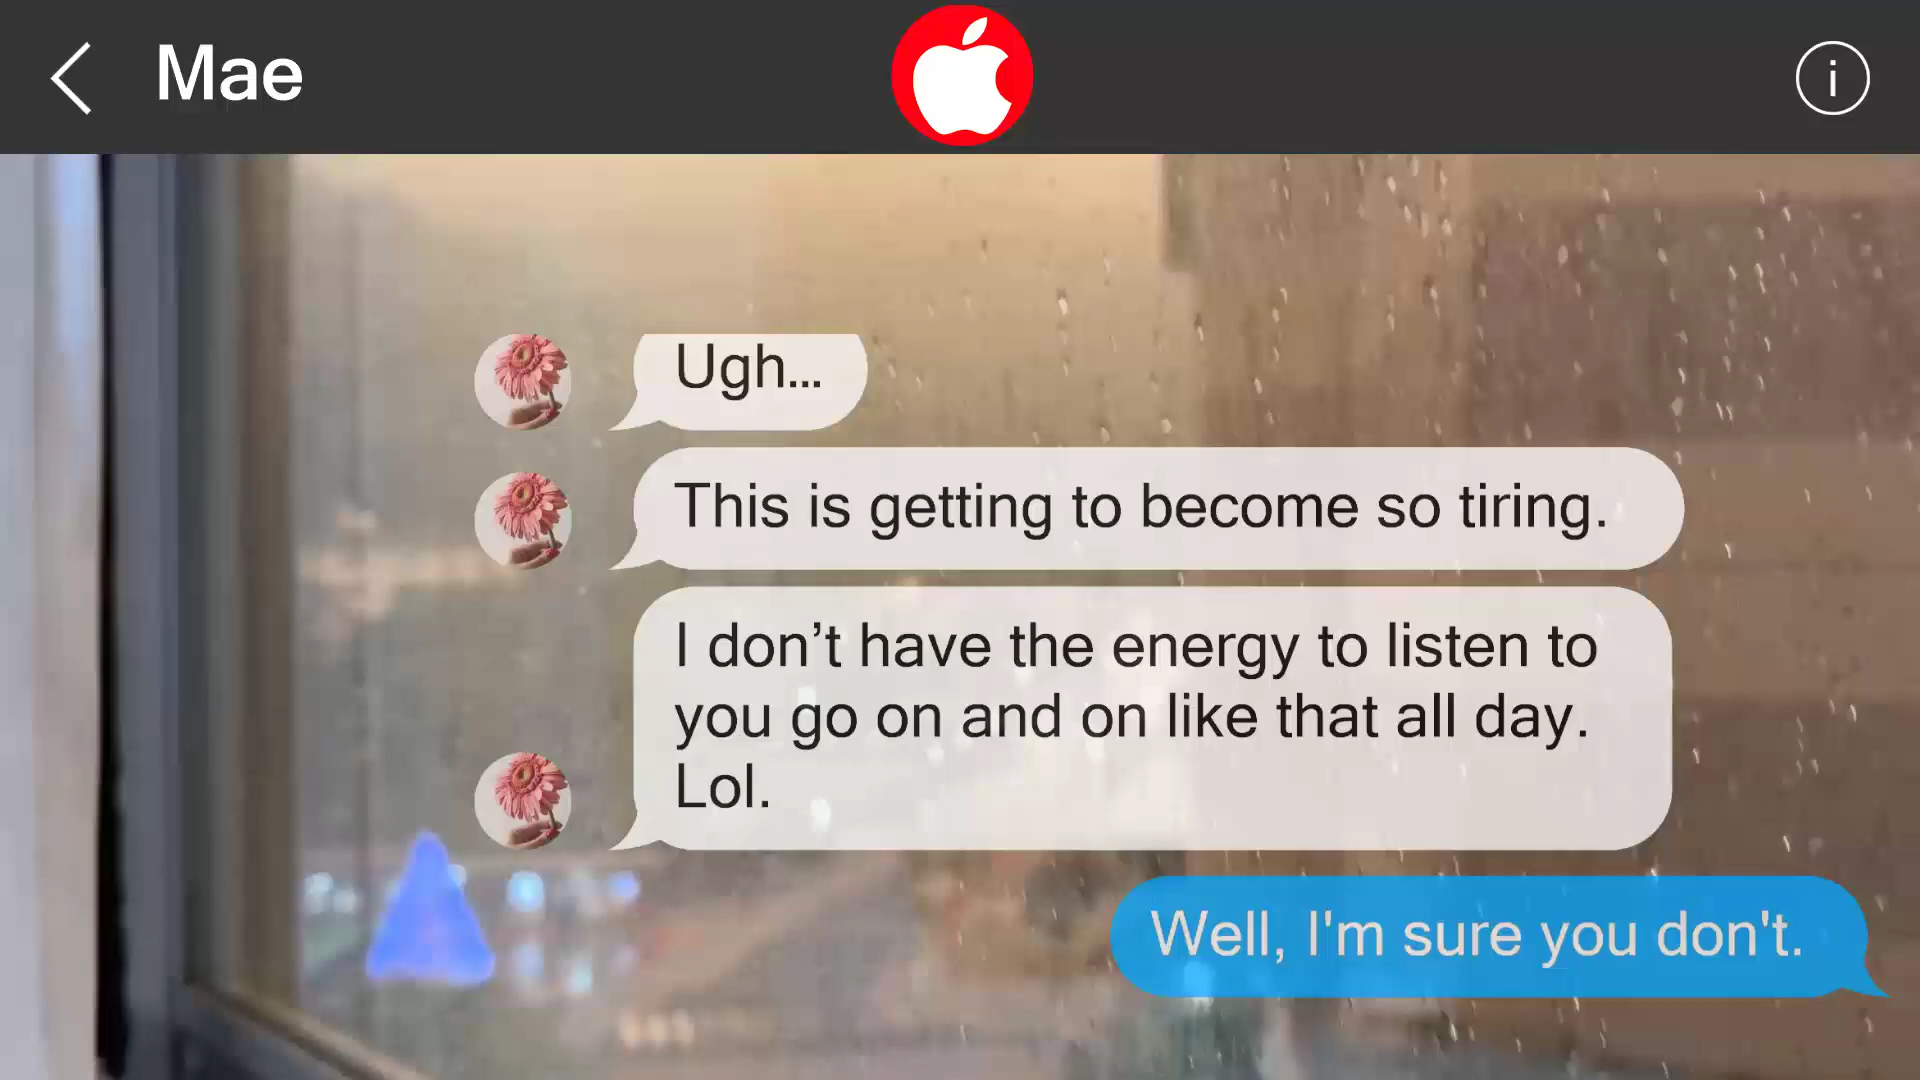 Mae
i
Ugh...
This is getting to become so tiring.
I don’t have the energy to listen to
you go on and on like that all day.
Lol.
Well, I'm sure you don't.